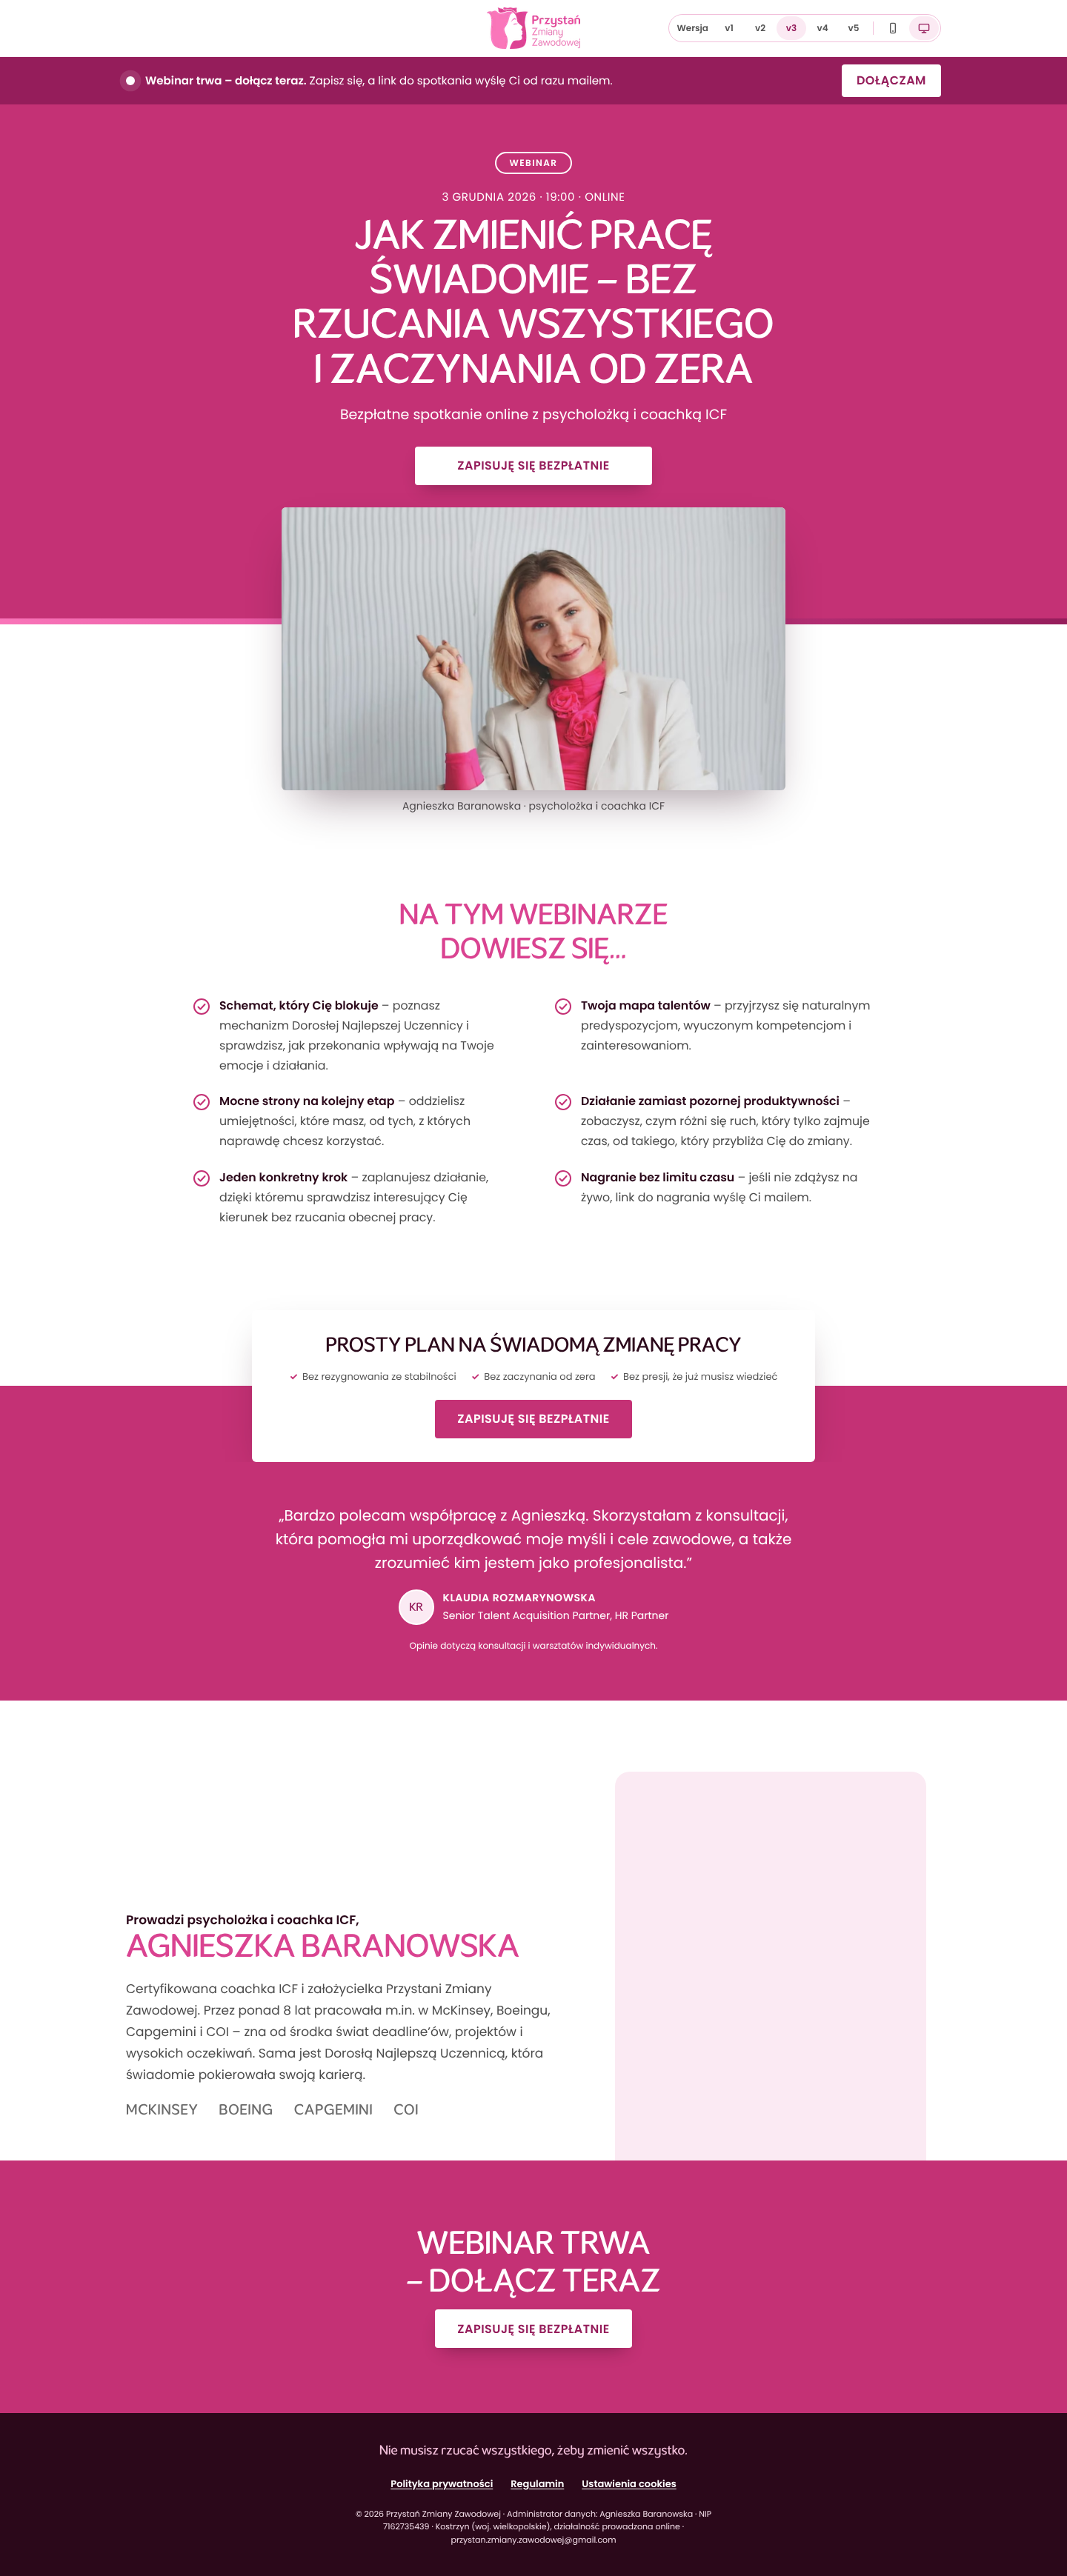 Przystań
Zmiany
Zawodowej
Wersja v1 v2 v3 v4 v5
Webinar trwa – dołącz teraz. Zapisz się, a link do spotkania wyślę Ci od razu mailem.
DOŁĄCZAM
WEBINAR
3 GRUDNIA 2026 · 19:00 · ONLINE
JAK ZMIENIĆ PRACĘ
ŚWIADOMIE – BEZ
RZUCANIA WSZYSTKIEGO
I ZACZYNANIA OD ZERA
Bezpłatne spotkanie online z psycholożką i coachką ICF
ZAPISUJĘ SIĘ BEZPŁATNIE
Agnieszka Baranowska · psycholożka i coachka ICF
NA TYM WEBINARZE
DOWIESZ SIĘ...
Schemat, który Cię blokuje – poznasz
mechanizm Dorosłej Najlepszej Uczennicy i
sprawdzisz, jak przekonania wpływają na Twoje
emocje i działania.
Twoja mapa talentów – przyjrzysz się naturalnym
predyspozycjom, wyuczonym kompetencjom i
zainteresowaniom.
Mocne strony na kolejny etap – oddzielisz
umiejętności, które masz, od tych, z których
naprawdę chcesz korzystać.
Działanie zamiast pozornej produktywności –
zobaczysz, czym różni się ruch, który tylko zajmuje
czas, od takiego, który przybliża Cię do zmiany.
Jeden konkretny krok – zaplanujesz działanie,
dzięki któremu sprawdzisz interesujący Cię
kierunek bez rzucania obecnej pracy.
Nagranie bez limitu czasu – jeśli nie zdążysz na
żywo, link do nagrania wyślę Ci mailem.
PROSTY PLAN NA ŚWIADOMĄ ZMIANĘ PRACY
Bez rezygnowania ze stabilności Bez zaczynania od zera Bez presji, że już musisz wiedzieć
ZAPISUJĘ SIĘ BEZPŁATNIE
„Bardzo polecam współpracę z Agnieszką. Skorzystałam z konsultacji,
która pomogła mi uporządkować moje myśli i cele zawodowe, a także
zrozumieć kim jestem jako profesjonalista.”
KR
KLAUDIA ROZMARYNOWSKA
Senior Talent Acquisition Partner, HR Partner
Opinie dotyczą konsultacji i warsztatów indywidualnych.
Prowadzi psycholożka i coachka ICF,
AGNIESZKA BARANOWSKA
Certyfikowana coachka ICF i założycielka Przystani Zmiany
Zawodowej. Przez ponad 8 lat pracowała m.in. w McKinsey, Boeingu,
Capgemini i COI – zna od środka świat deadline’ów, projektów i
wysokich oczekiwań. Sama jest Dorosłą Najlepszą Uczennicą, która
świadomie pokierowała swoją karierą.
MCKINSEY BOEING CAPGEMINI COI
WEBINAR TRWA
– DOŁĄCZ TERAZ
ZAPISUJĘ SIĘ BEZPŁATNIE
Nie musisz rzucać wszystkiego, żeby zmienić wszystko.
Polityka prywatności Regulamin Ustawienia cookies
© 2026 Przystań Zmiany Zawodowej · Administrator danych: Agnieszka Baranowska · NIP
7162735439 · Kostrzyn (woj. wielkopolskie), działalność prowadzona online ·
przystan.zmiany.zawodowej@gmail.com